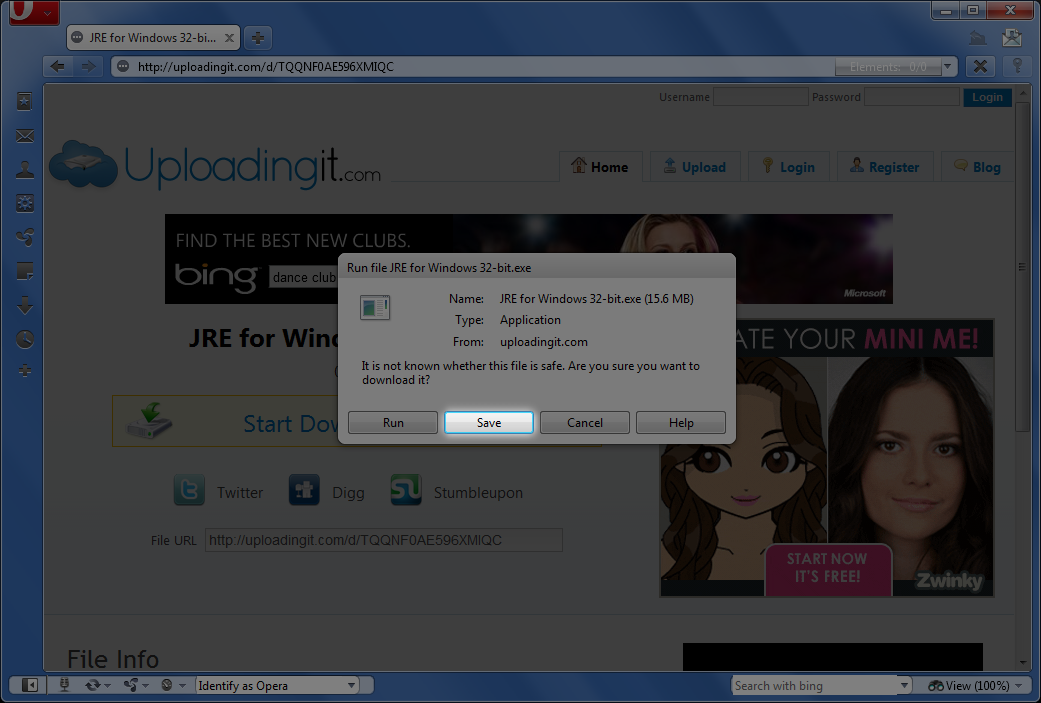 JRE for Windows 32-bi...
http://uploadingit.com/d/TQQNF0AE596XMIQC
Elements: 0/0
Username
Password
Login
Uploadingit.com
Home
Upload
Login
Register
Blog
FIND THE BEST NEW CLUBS.
bing
dance club
Microsoft
Run file JRE for Windows 32-bit.exe
Name: JRE for Windows 32-bit.exe (15.6 MB)
Type: Application
From: uploadingit.com
It is not known whether this file is safe. Are you sure you want to
download it?
Run
Save
Cancel
Help
JRE for Wind
Start Dow
ATE YOUR MINI ME!
Twitter
Digg
Stumbleupon
File URL
http://uploadingit.com/d/TQQNF0AE596XMIQC
START NOW
IT'S FREE!
Zwinky
File Info
Identify as Opera
Search with bing
View (100%)